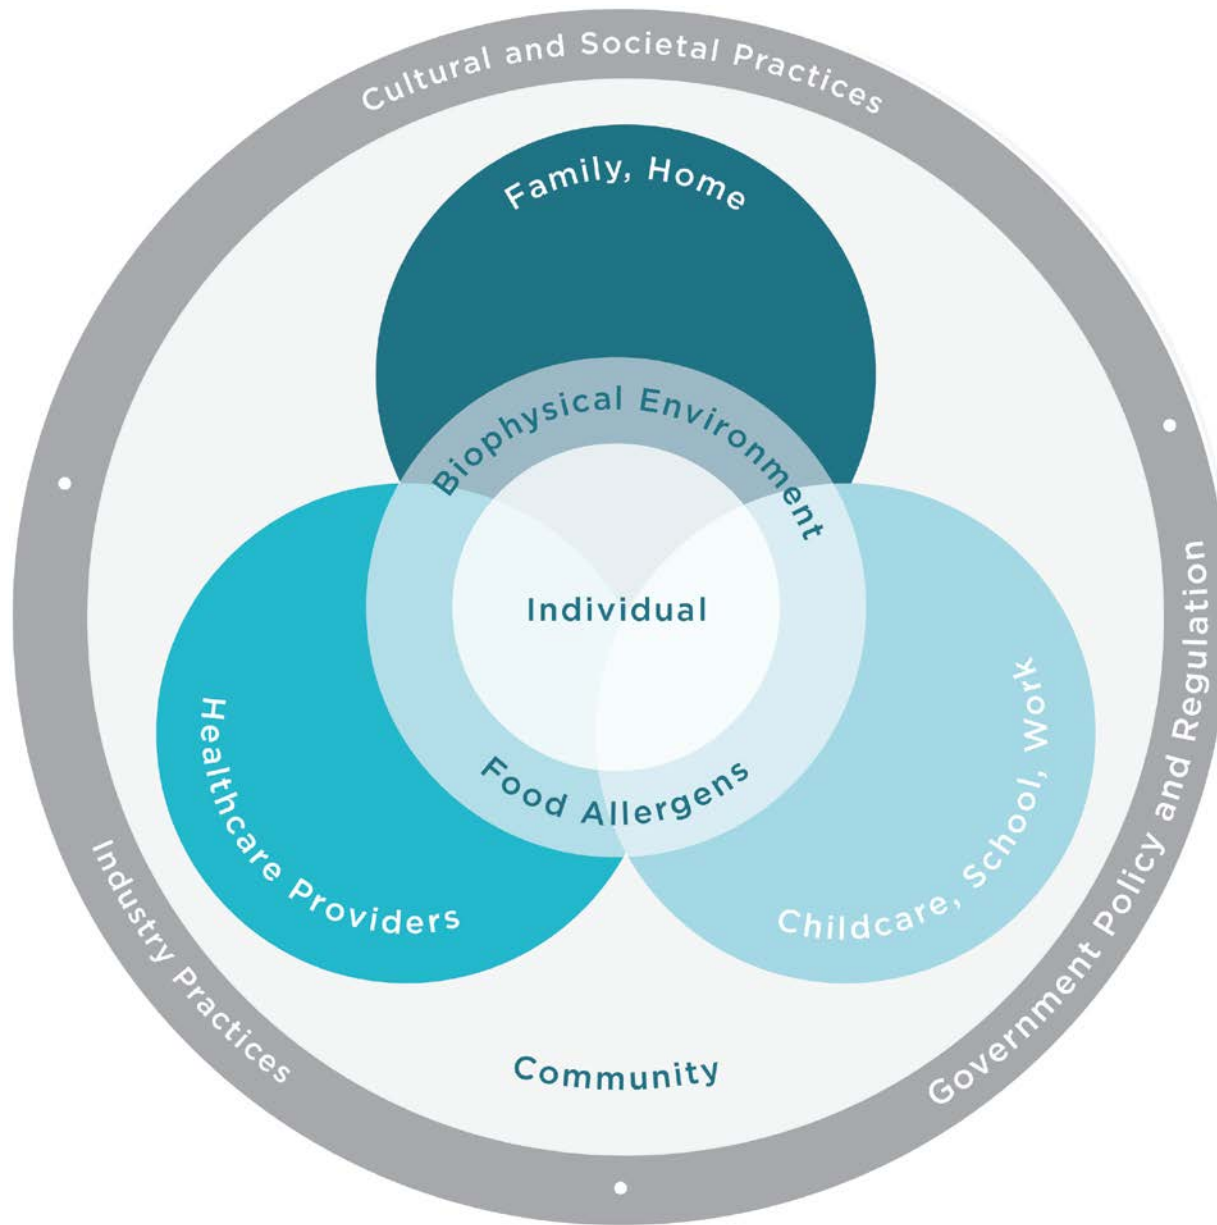 Cultural and Societal Practices
Family, Home
Biophysical Environment
Individual
Food Allergens
Healthcare Providers
Childcare, School, Work
Community
Industry Practices
Government Policy and Regulation